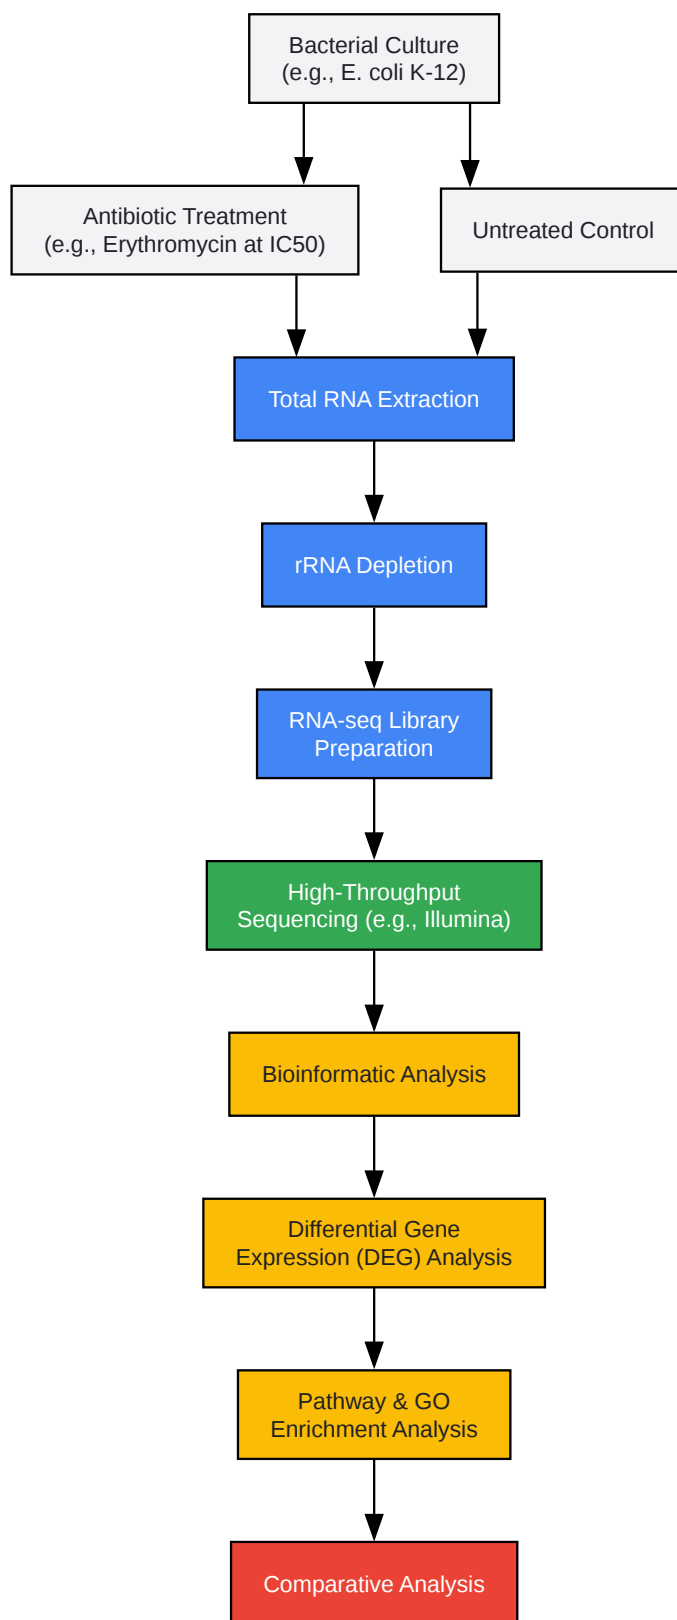 Bacterial Culture
(e.g., E. coli K-12)
Antibiotic Treatment
(e.g., Erythromycin at IC50)
Untreated Control
Total RNA Extraction
rRNA Depletion
RNA-seq Library
Preparation
High-Throughput
Sequencing (e.g., Illumina)
Bioinformatic Analysis
Differential Gene
Expression (DEG) Analysis
Pathway & GO
Enrichment Analysis
Comparative Analysis